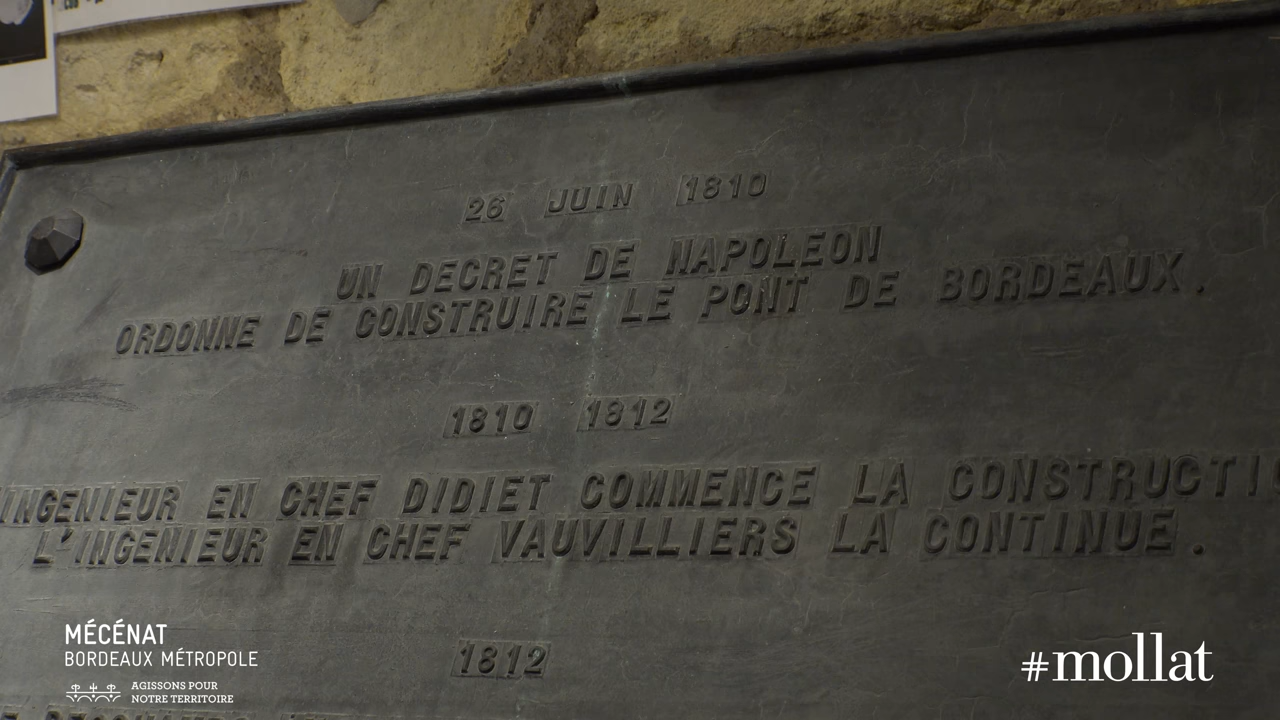 26 JUIN 1810
UN DECRET DE NAPOLEON
ORDONNE DE CONSTRUIRE LE PONT DE BORDEAUX.
1810 1812
INGENIEUR EN CHEF DIDIET COMMENCE LA CONSTRUCTI
L'INGENIEUR EN CHEF VAUVILLIERS LA CONTINUE.
1812
MÉCÉNAT
BORDEAUX MÉTROPOLE
AGISSONS POUR
NOTRE TERRITOIRE
#mollat